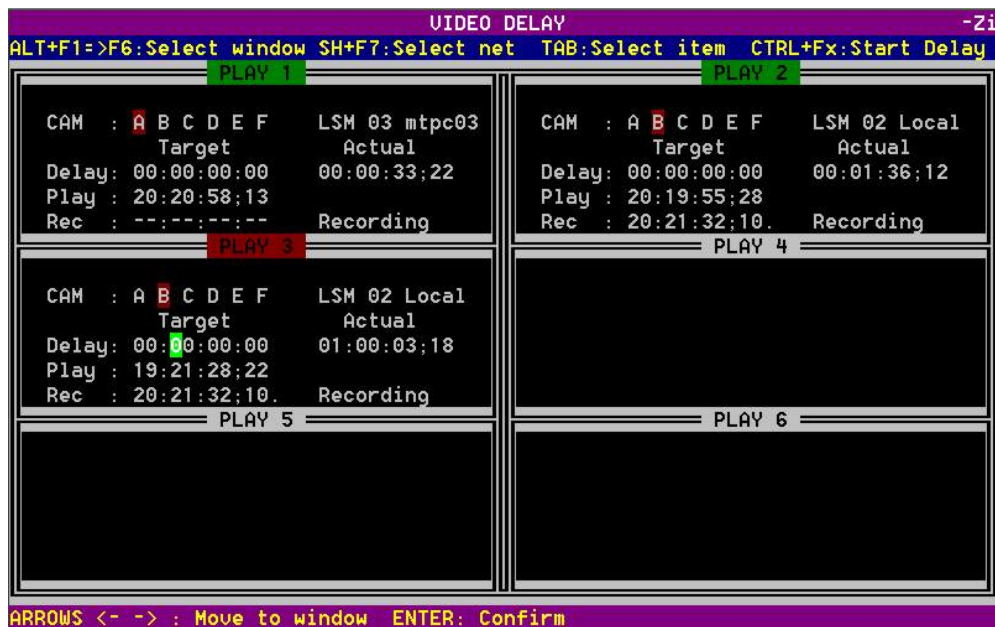 VIDEO DELAY -Zi
ALT+F1=>F6:Select window SH+F7:Select net TAB:Select item CTRL+Fx:Start Delay
PLAY 1
CAM : A B C D E F LSM 03 mtpc03
Target Actual
Delay: 00:00:00:00 00:00:33;22
Play : 20:20:58;13
Rec : --:--:--:-- Recording
PLAY 2
CAM : A B C D E F LSM 02 Local
Target Actual
Delay: 00:00:00:00 00:01:36;12
Play : 20:19:55;28
Rec : 20:21:32;10. Recording
PLAY 3
CAM : A B C D E F LSM 02 Local
Target Actual
Delay: 00:00:00:00 01:00:03;18
Play : 19:21:28;22
Rec : 20:21:32;10. Recording
PLAY 4
PLAY 5
PLAY 6
ARROWS <- -> : Move to window ENTER: Confirm